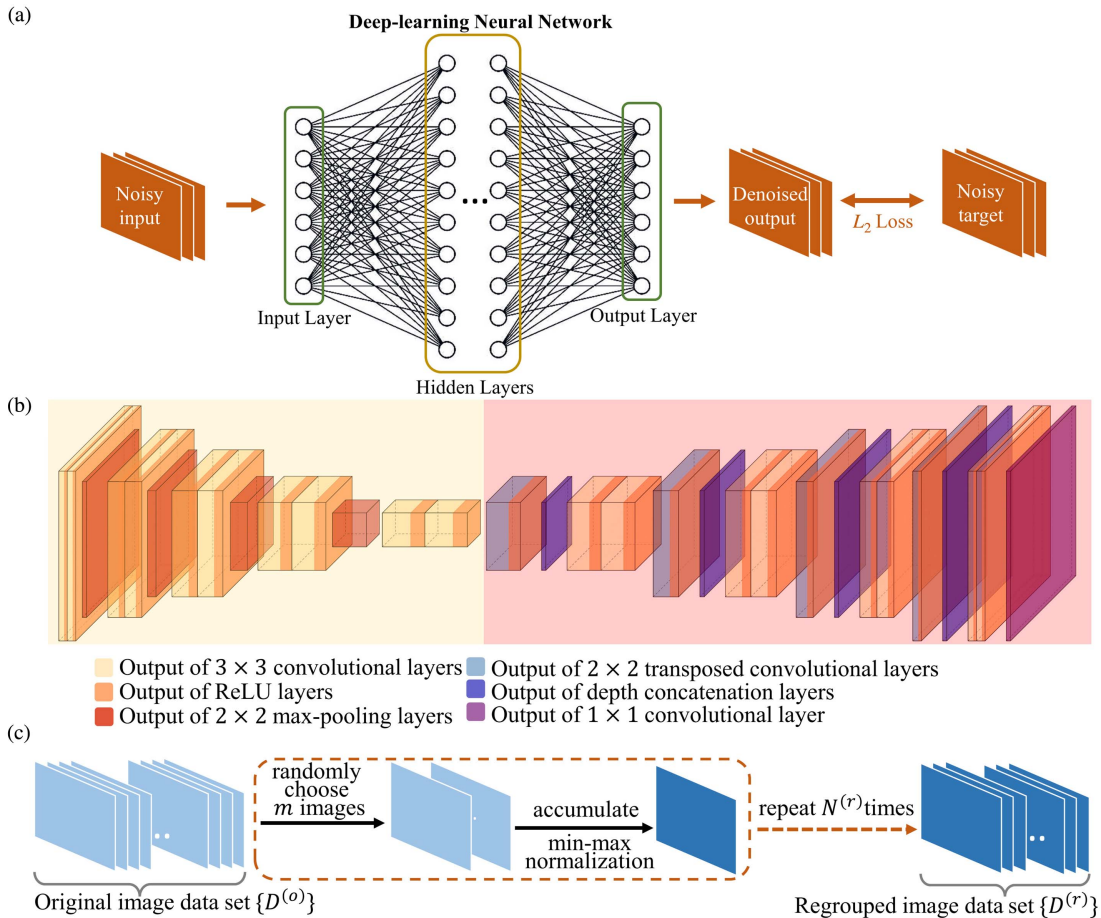 (a)
Deep-learning Neural Network
Noisy
input
Denoised
output
Noisy
target
L₂ Loss
Input Layer
Output Layer
Hidden Layers
(b)
Output of 3 × 3 convolutional layers
Output of ReLU layers
Output of 2 × 2 max-pooling layers
Output of 2 × 2 transposed convolutional layers
Output of depth concatenation layers
Output of 1 × 1 convolutional layer
(c)
randomly
choose
m images
accumulate
min-max
normalization
repeat N⁽ʳ⁾times
Original image data set {D⁽ᵒ⁾}
Regrouped image data set {D⁽ʳ⁾}